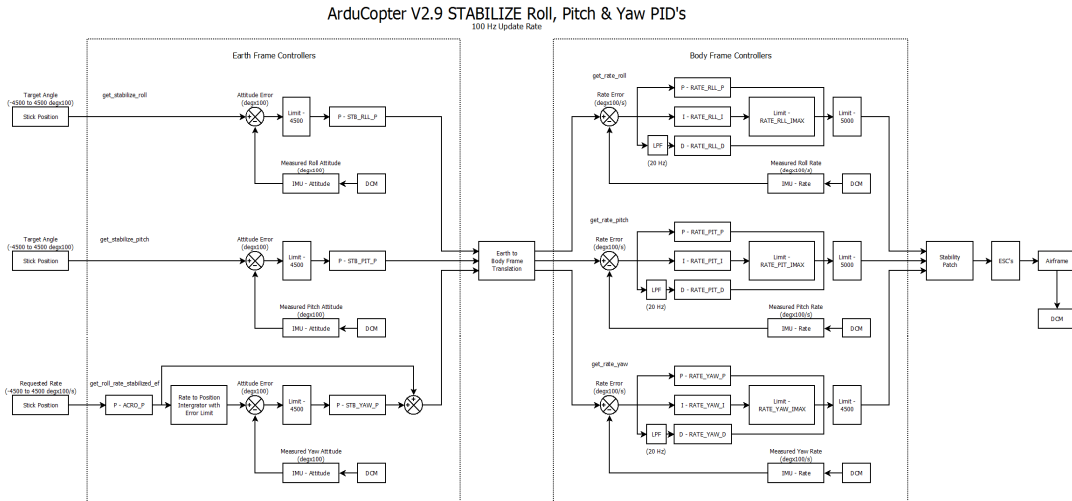 ArduCopter V2.9 STABILIZE Roll, Pitch & Yaw PID's
100 Hz Update Rate
Earth Frame Controllers
Body Frame Controllers
Target Angle
(-4500 to 4500 degx100)
Stick Position
get_stabilize_roll
Attitude Error
(degx100)
Limit -
4500
P - STB_RLL_P
Measured Roll Attitude
(degx100)
IMU - Attitude
DCM
get_rate_roll
Rate Error
(degx100/s)
P - RATE_RLL_P
I - RATE_RLL_I
LPF
(20 Hz)
D - RATE_RLL_D
Limit -
RATE_RLL_IMAX
Limit -
5000
Measured Roll Rate
(degx100/s)
IMU - Rate
DCM
Target Angle
(-4500 to 4500 degx100)
Stick Position
get_stabilize_pitch
Attitude Error
(degx100)
Limit -
4500
P - STB_PIT_P
Measured Pitch Attitude
(degx100)
IMU - Attitude
DCM
Earth to
Body Frame
Translation
get_rate_pitch
Rate Error
(degx100/s)
P - RATE_PIT_P
I - RATE_PIT_I
LPF
(20 Hz)
D - RATE_PIT_D
Limit -
RATE_PIT_IMAX
Limit -
5000
Measured Pitch Rate
(degx100/s)
IMU - Rate
DCM
Stability
Patch
ESC's
Airframe
DCM
Requested Rate
(-4500 to 4500 degx100/s)
Stick Position
get_roll_rate_stabilized_ef
P - ACRO_P
Rate to Position
Intergrator with
Error Limit
Attitude Error
(degx100)
Limit -
4500
P - STB_YAW_P
Measured Yaw Attitude
(degx100)
IMU - Attitude
DCM
get_rate_yaw
Rate Error
(degx100/s)
P - RATE_YAW_P
I - RATE_YAW_I
LPF
(20 Hz)
D - RATE_YAW_D
Limit -
RATE_YAW_IMAX
Limit -
4500
Measured Yaw Rate
(degx100/s)
IMU - Rate
DCM